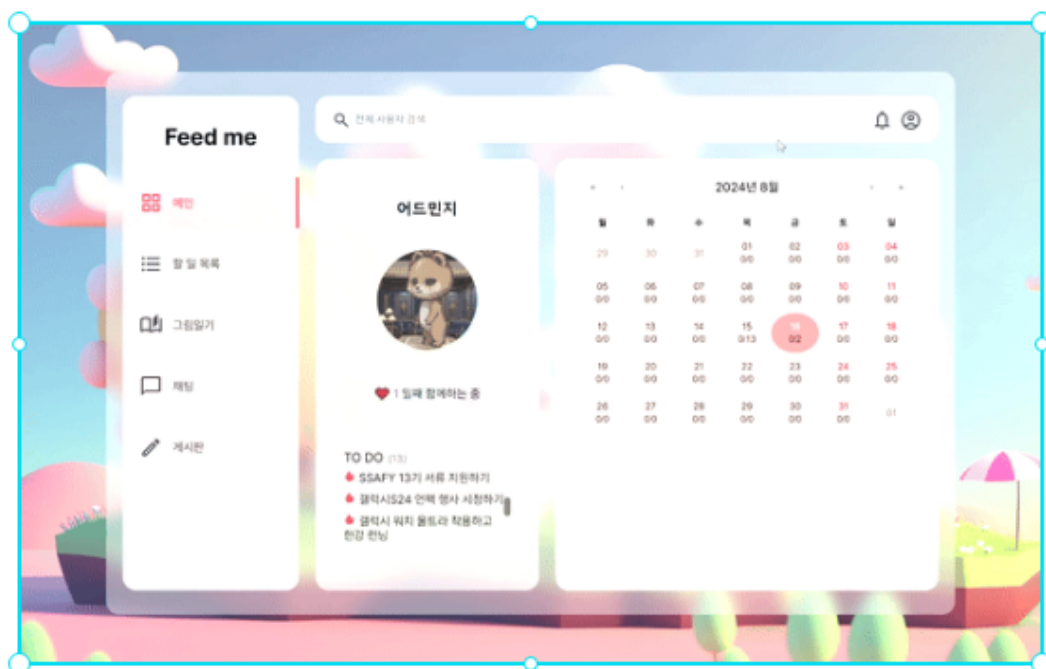 Feed me
전체 사용자 검색
메인
할 일 목록
그림일기
채팅
게시판
어드민지
1 일째 함께하는 중
TO DO (13)
SSAFY 13기 서류 지원하기
갤럭시S24 언팩 행사 시청하기
갤럭시 워치 울트라 착용하고
한강 런닝
« ‹ 2024년 8월 › »
월 화 수 목 금 토 일
29 30 31 01 02 03 04
0/0 0/0 0/0 0/0
05 06 07 08 09 10 11
0/0 0/0 0/0 0/0 0/0 0/0 0/0
12 13 14 15 16 17 18
0/0 0/0 0/0 0/13 0/2 0/0 0/0
19 20 21 22 23 24 25
0/0 0/0 0/0 0/0 0/0 0/0 0/0
26 27 28 29 30 31 01
0/0 0/0 0/0 0/0 0/0 0/0